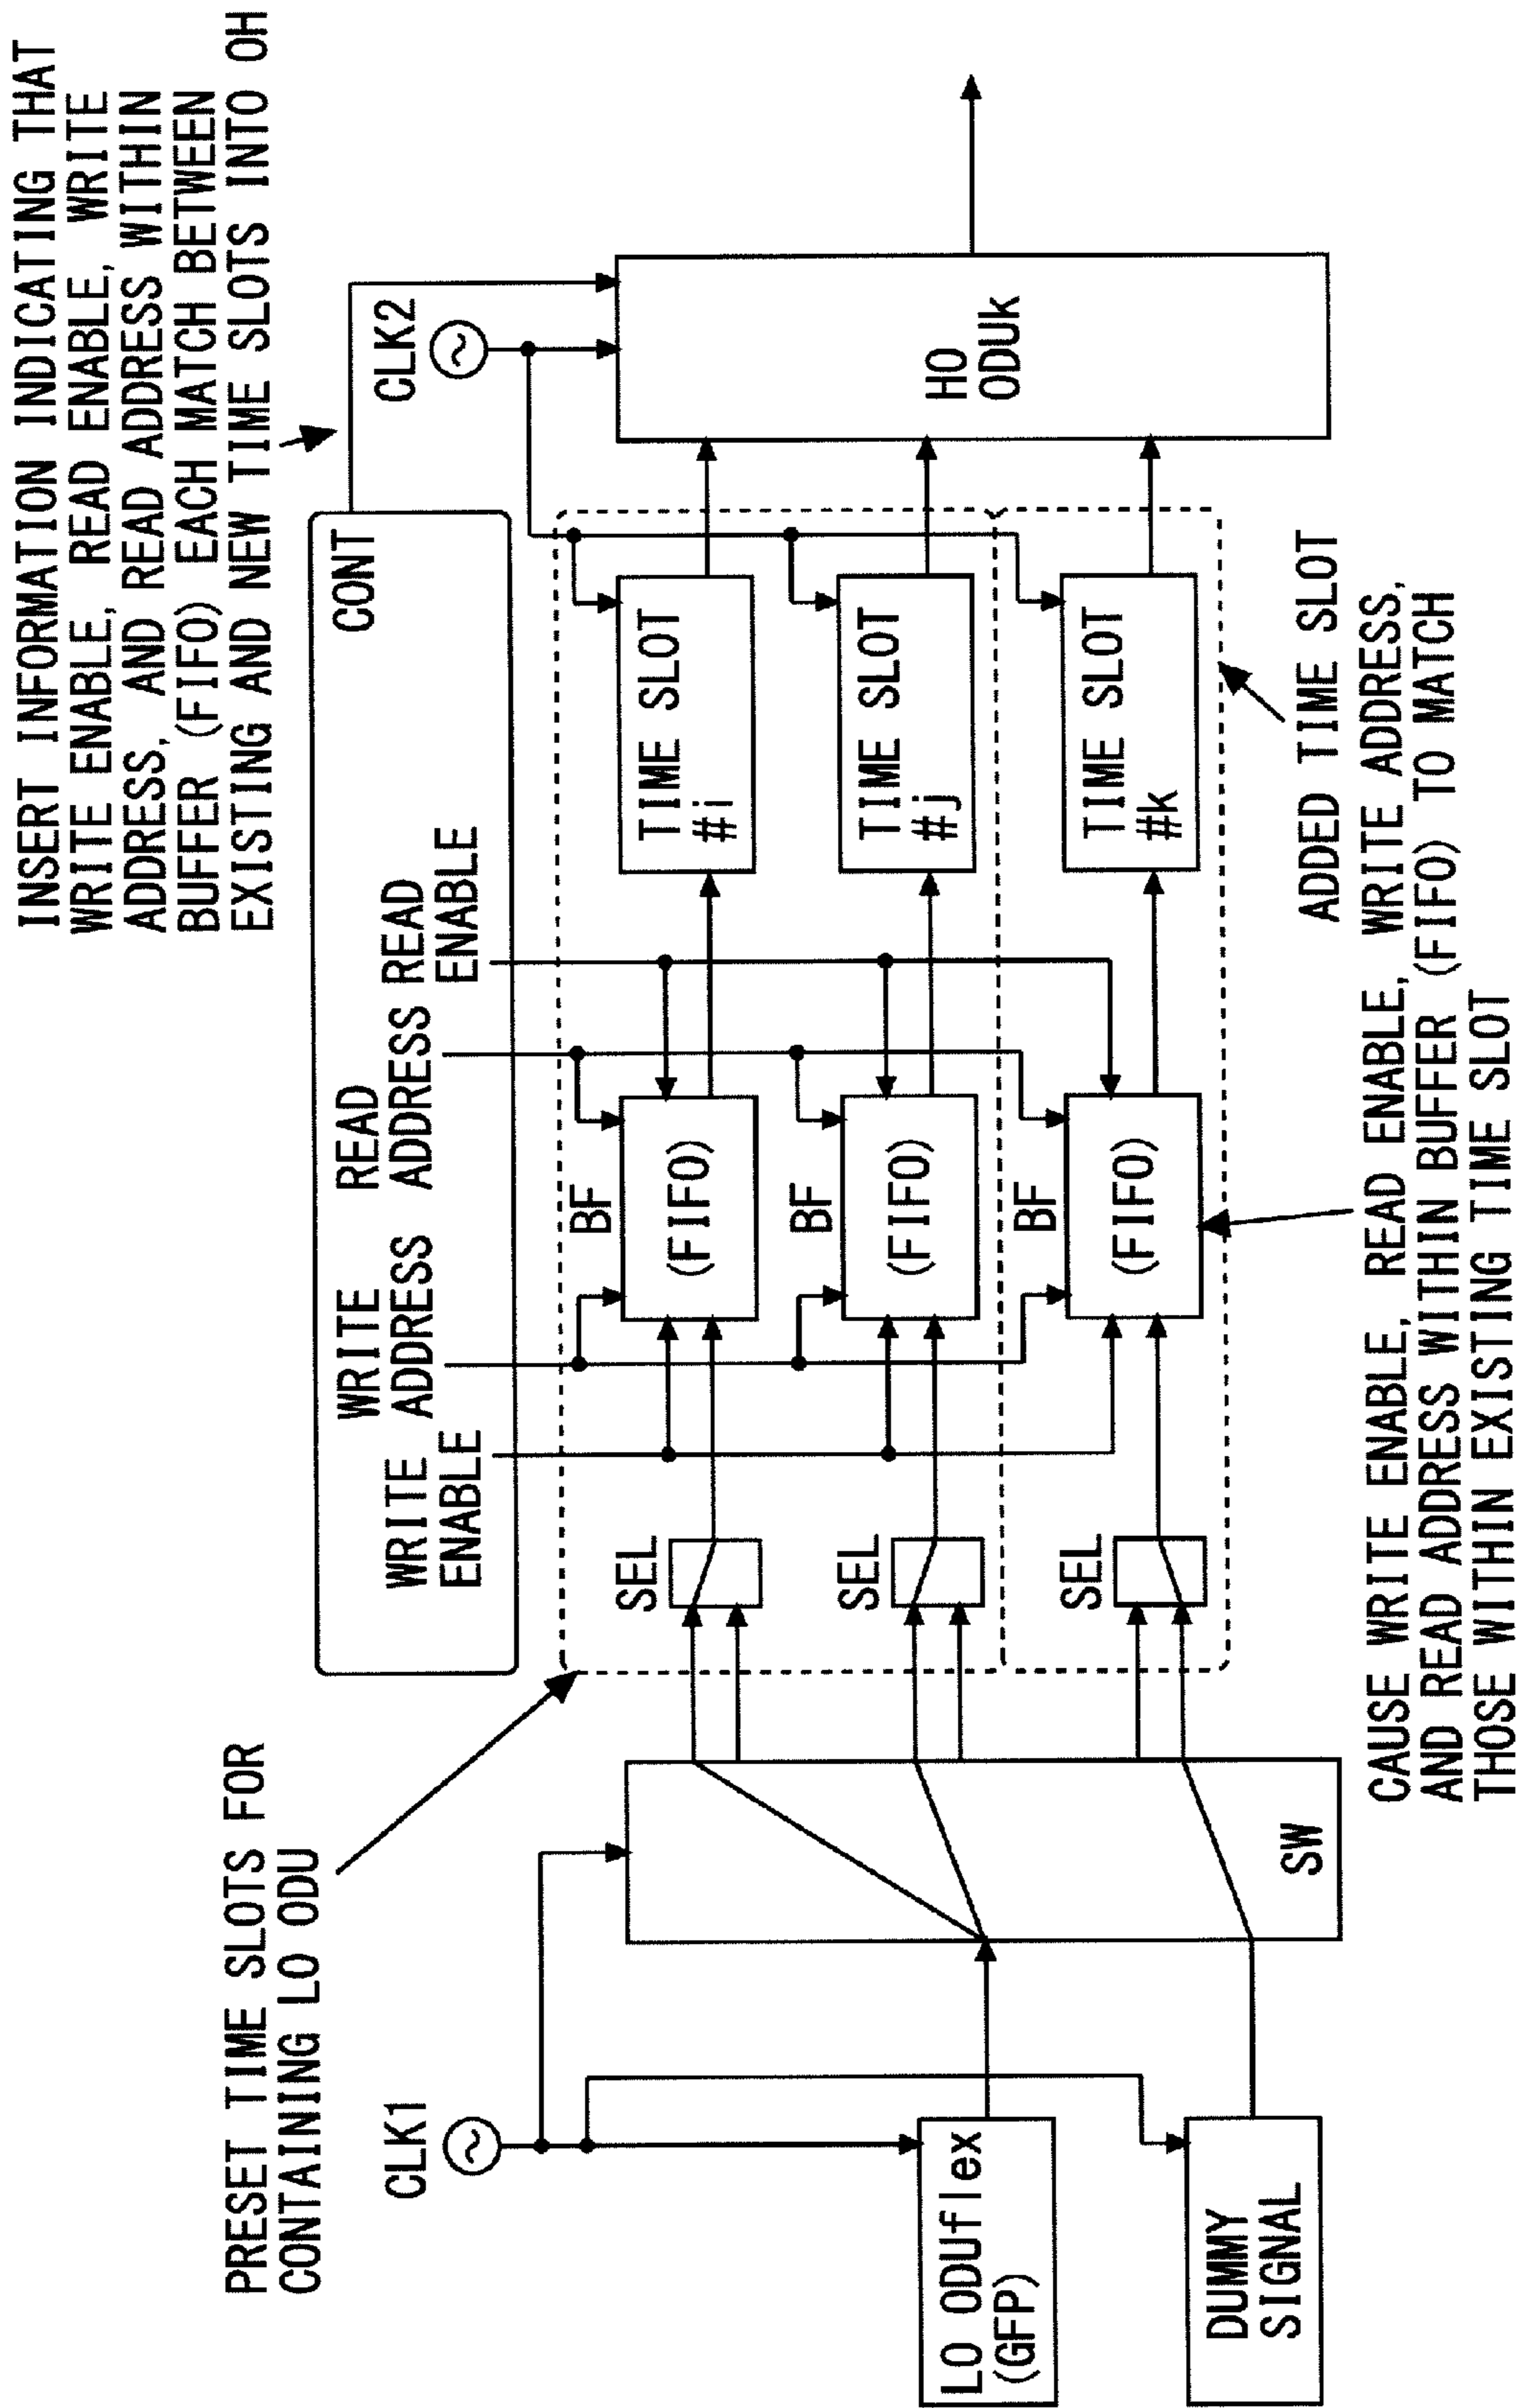 INSERT INFORMATION INDICATING THAT
WRITE ENABLE, READ ENABLE, WRITE
ADDRESS, AND READ ADDRESS WITHIN
BUFFER (FIFO) EACH MATCH BETWEEN
EXISTING AND NEW TIME SLOTS INTO OH
PRESET TIME SLOTS FOR
CONTAINING LO ODU
CONT
WRITE
ENABLE
WRITE
ADDRESS
READ
ADDRESS
READ
ENABLE
CLK1
CLK2
SEL
BF
(FIFO)
TIME SLOT
#i
SEL
BF
(FIFO)
TIME SLOT
#j
SEL
BF
(FIFO)
TIME SLOT
#k
LO ODUflex
(GFP)
DUMMY
SIGNAL
SW
HO
ODUk
ADDED TIME SLOT
CAUSE WRITE ENABLE, READ ENABLE, WRITE ADDRESS,
AND READ ADDRESS WITHIN BUFFER (FIFO) TO MATCH
THOSE WITHIN EXISTING TIME SLOT